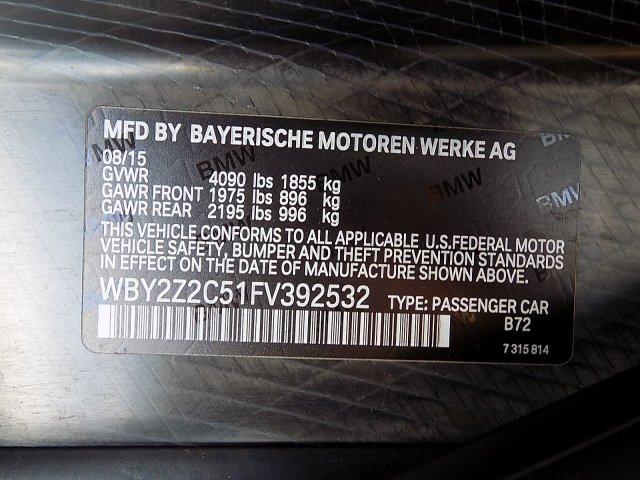 MFD BY BAYERISCHE MOTOREN WERKE AG
08/15
GVWR 4090 lbs 1855 kg
GAWR FRONT 1975 lbs 896 kg
GAWR REAR 2195 lbs 996 kg
THIS VEHICLE CONFORMS TO ALL APPLICABLE U.S.FEDERAL MOTOR
VEHICLE SAFETY, BUMPER AND THEFT PREVENTION STANDARDS
IN EFFECT ON THE DATE OF MANUFACTURE SHOWN ABOVE.
WBY2Z2C51FV392532 TYPE: PASSENGER CAR
B72
7 315 814
BMW
BMW
BMW